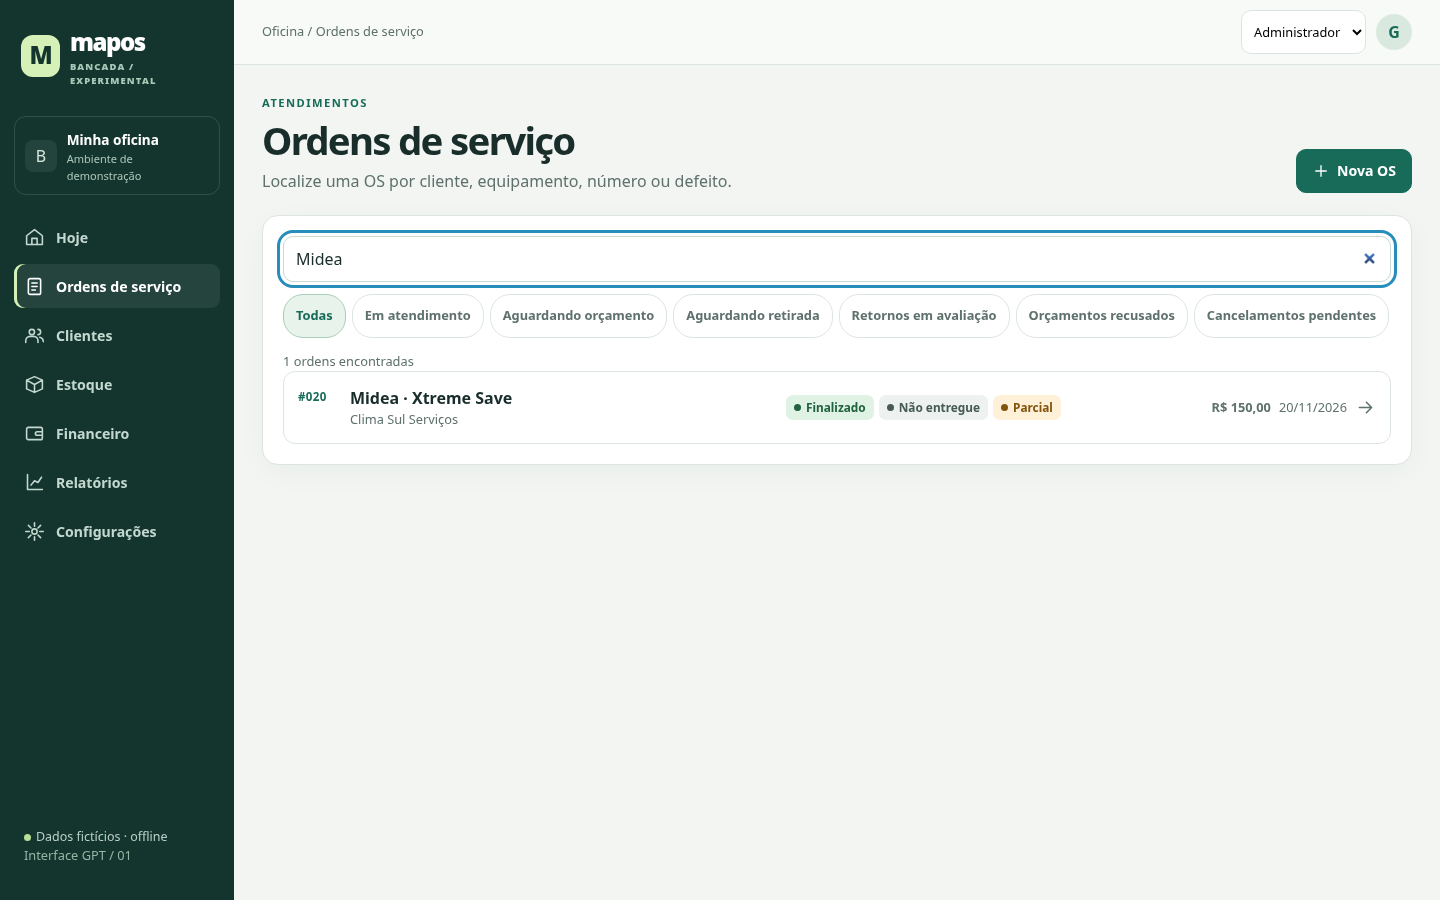 M
mapos
BANCADA /
EXPERIMENTAL
B
Minha oficina
Ambiente de
demonstração
Hoje
Ordens de serviço
Clientes
Estoque
Financeiro
Relatórios
Configurações
Dados fictícios · offline
Interface GPT / 01
Oficina / Ordens de serviço
Administrador
G
ATENDIMENTOS
Ordens de serviço
Localize uma OS por cliente, equipamento, número ou defeito.
Nova OS
Midea
Todas
Em atendimento
Aguardando orçamento
Aguardando retirada
Retornos em avaliação
Orçamentos recusados
Cancelamentos pendentes
1 ordens encontradas
#020
Midea · Xtreme Save
Clima Sul Serviços
Finalizado
Não entregue
Parcial
R$ 150,00
20/11/2026